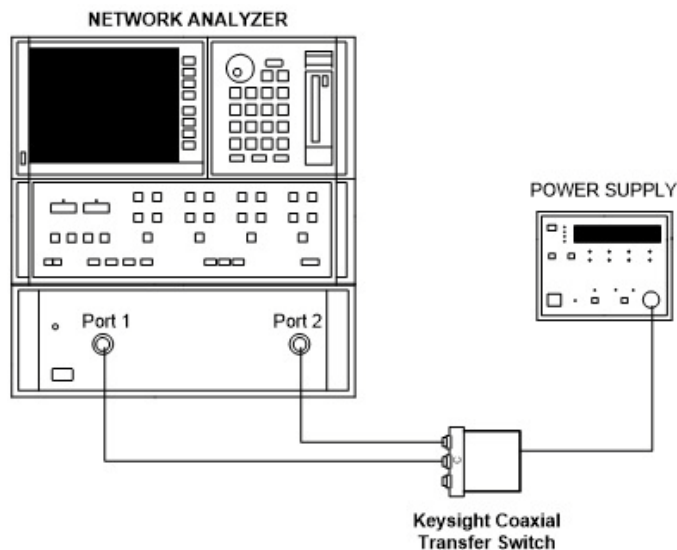 NETWORK ANALYZER
POWER SUPPLY
Port 1
Port 2
C
Keysight Coaxial
Transfer Switch